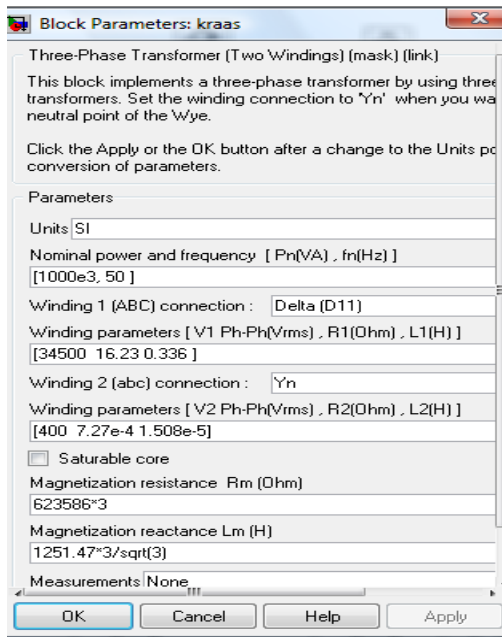 Block Parameters: kraas
Three-Phase Transformer (Two Windings) (mask) (link)
This block implements a three-phase transformer by using three
transformers. Set the winding connection to 'Yn' when you wa
neutral point of the Wye.
Click the Apply or the OK button after a change to the Units po
conversion of parameters.
Parameters
Units SI
Nominal power and frequency [ Pn(VA) , fn(Hz) ]
[1000e3, 50 ]
Winding 1 (ABC) connection : Delta (D11)
Winding parameters [ V1 Ph-Ph(Vrms) , R1(Ohm) , L1(H) ]
[34500 16.23 0.336 ]
Winding 2 (abc) connection : Yn
Winding parameters [ V2 Ph-Ph(Vrms) , R2(Ohm) , L2(H) ]
[400 7.27e-4 1.508e-5]
Saturable core
Magnetization resistance Rm (Ohm)
623586*3
Magnetization reactance Lm (H)
1251.47*3/sqrt(3)
Measurements None
OK Cancel Help Apply